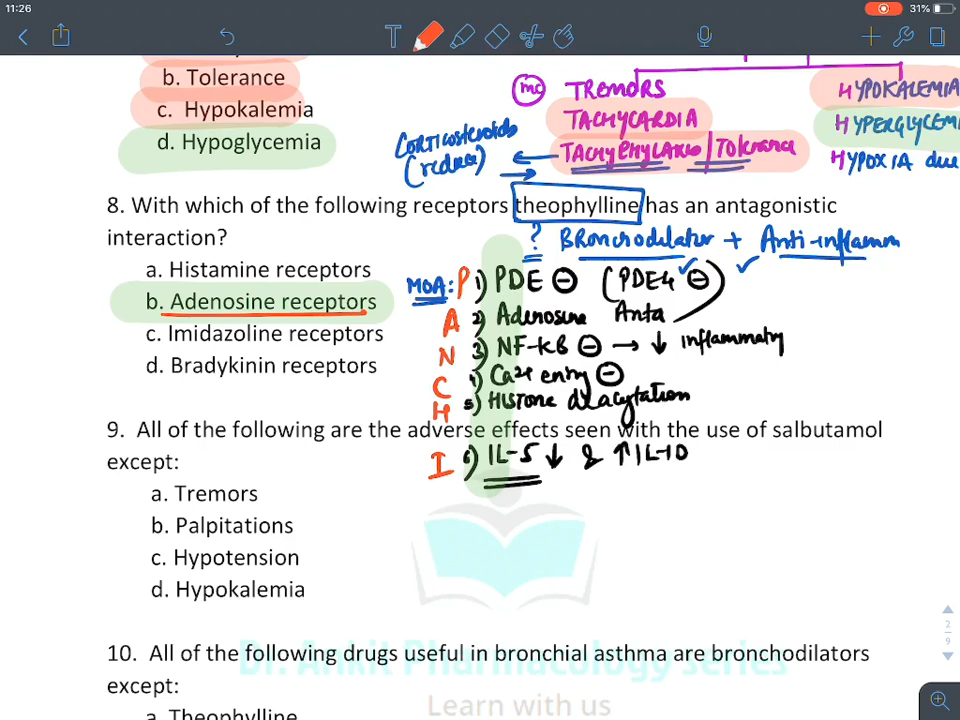 11:26
31%
T
b. Tolerance
c. Hypokalemia
d. Hypoglycemia
mc TREMORS
TACHYCARDIA
TACHYPHYLAXIS / Tolerance
HYPOKALEMIA
HYPERGLYCEMI
HYPOXIA due
CORTICOSTEROIDS
(reduce)
8. With which of the following receptors theophylline has an antagonistic
interaction?
? Bronchodilator + Anti-inflamm
a. Histamine receptors
b. Adenosine receptors
c. Imidazoline receptors
d. Bradykinin receptors
MOA: P 1) PDE ⊖ (PDE4 ⊖)
A 2) Adenosine Anta
N 3) NF-KB ⊖ → ↓ inflammatory
C 4) Ca2+ entry ⊖
H 5) HISTONE deacytation
I 6) IL-5 ↓ & ↑ IL-10
9. All of the following are the adverse effects seen with the use of salbutamol
except:
a. Tremors
b. Palpitations
c. Hypotension
d. Hypokalemia
2
9
10. All of the following drugs useful in bronchial asthma are bronchodilators
except:
a. Theophylline
Dr. Ankit Pharmacology series
Learn with us